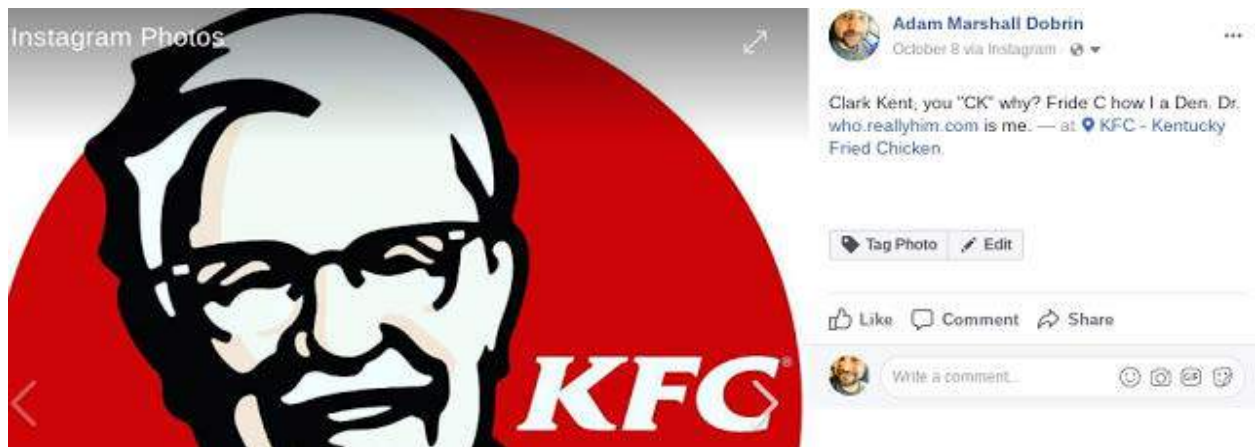 Instagram Photos
KFC®
Adam Marshall Dobrin
October 8 via Instagram
Clark Kent, you "CK" why? Fride C how I a Den. Dr.
who.reallyhim.com is me. — at KFC - Kentucky
Fried Chicken.
Tag Photo Edit
Like Comment Share
Write a comment...
GIF